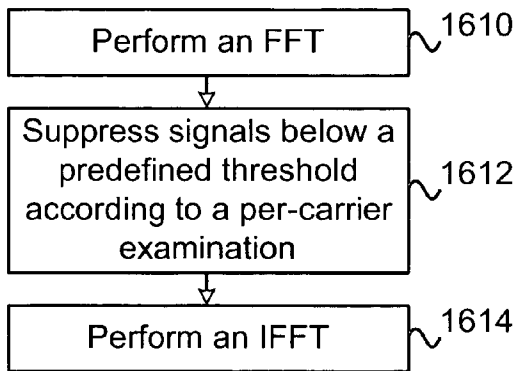 Perform an FFT
1610
Suppress signals below a
predefined threshold
according to a per-carrier
examination
1612
Perform an IFFT
1614